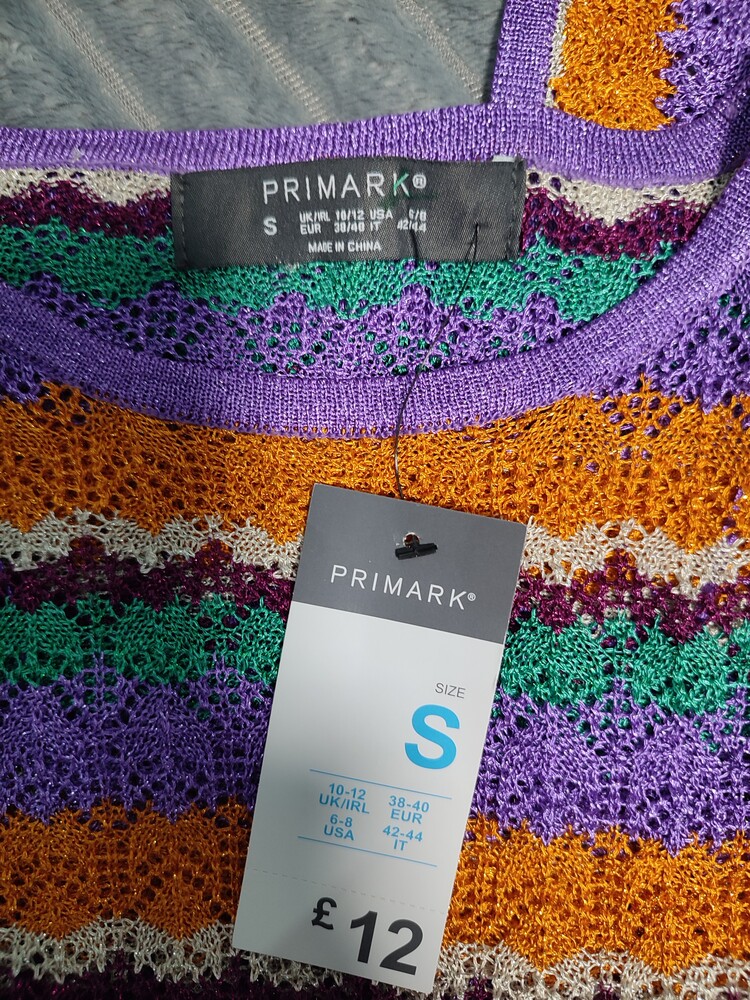 PRIMARK®
S UK/IRL 10/12 USA 6/8
EUR 38/40 IT 42/44
MADE IN CHINA
PRIMARK®
SIZE
S
10-12 38-40
UK/IRL EUR
6-8 42-44
USA IT
£12